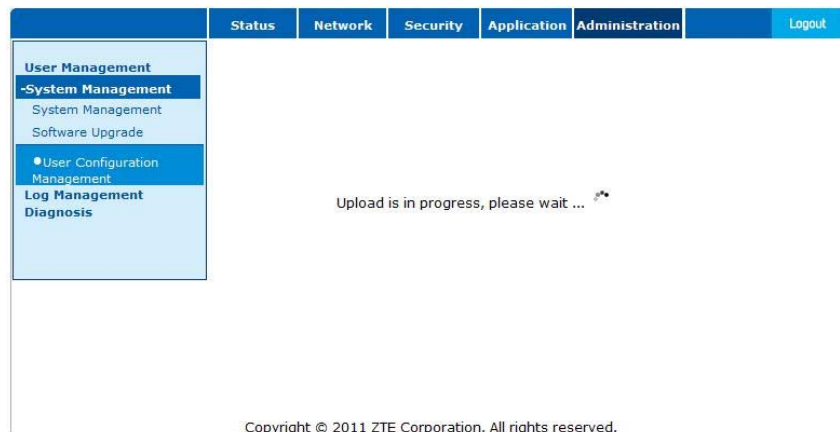 Status Network Security Application Administration Logout
User Management
-System Management
System Management
Software Upgrade
User Configuration
Management
Log Management
Diagnosis
Upload is in progress, please wait ...
Copyright © 2011 ZTE Corporation. All rights reserved.